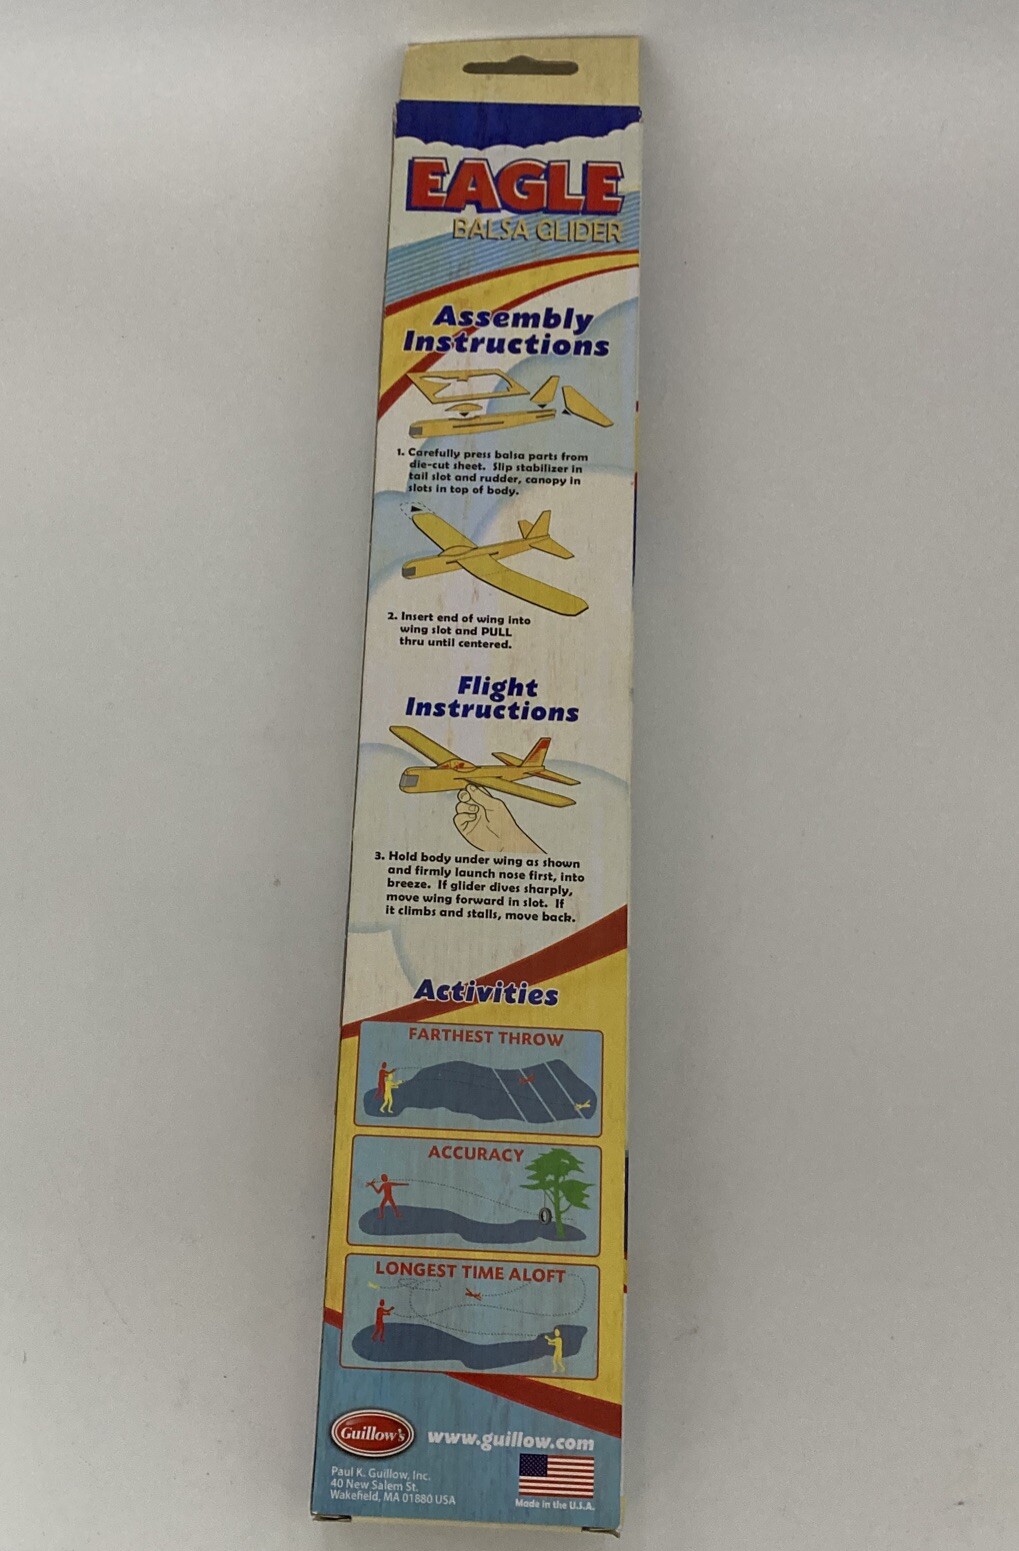 EAGLE
BALSA GLIDER
Assembly
Instructions
1. Carefully press balsa parts from
die-cut sheet. Slip stabilizer in
tail slot and rudder, canopy in
slots in top of body.
2. Insert end of wing into
wing slot and PULL
thru until centered.
Flight
Instructions
3. Hold body under wing as shown
and firmly launch nose first, into
breeze. If glider dives sharply,
move wing forward in slot. If
it climbs and stalls, move back.
Activities
FARTHEST THROW
ACCURACY
LONGEST TIME ALOFT
Guillow's
www.guillow.com
Paul K. Guillow, Inc.
40 New Salem St.
Wakefield, MA 01880 USA
Made in the U.S.A.